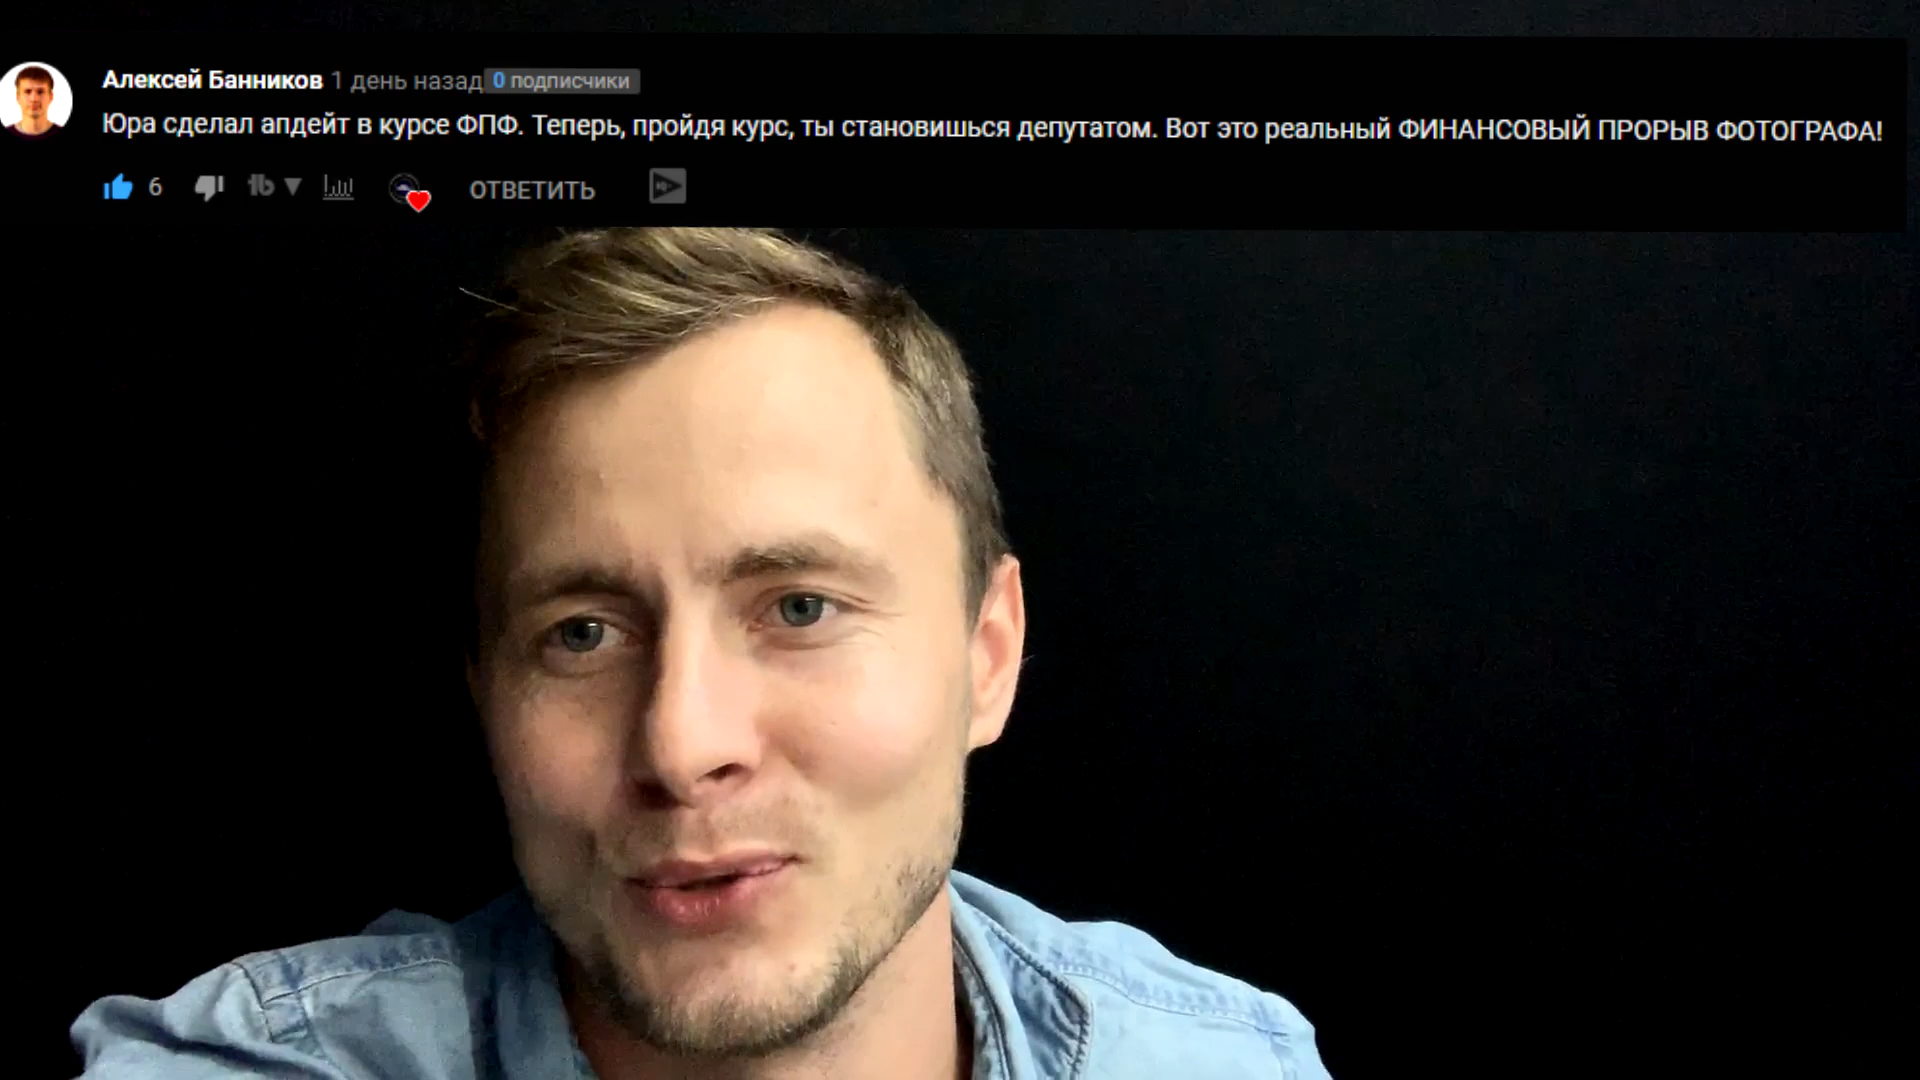 Алексей Банников 1 день назад 0 подписчики
Юра сделал апдейт в курсе ФПФ. Теперь, пройдя курс, ты становишься депутатом. Вот это реальный ФИНАНСОВЫЙ ПРОРЫВ ФОТОГРАФА!
6 ОТВЕТИТЬ